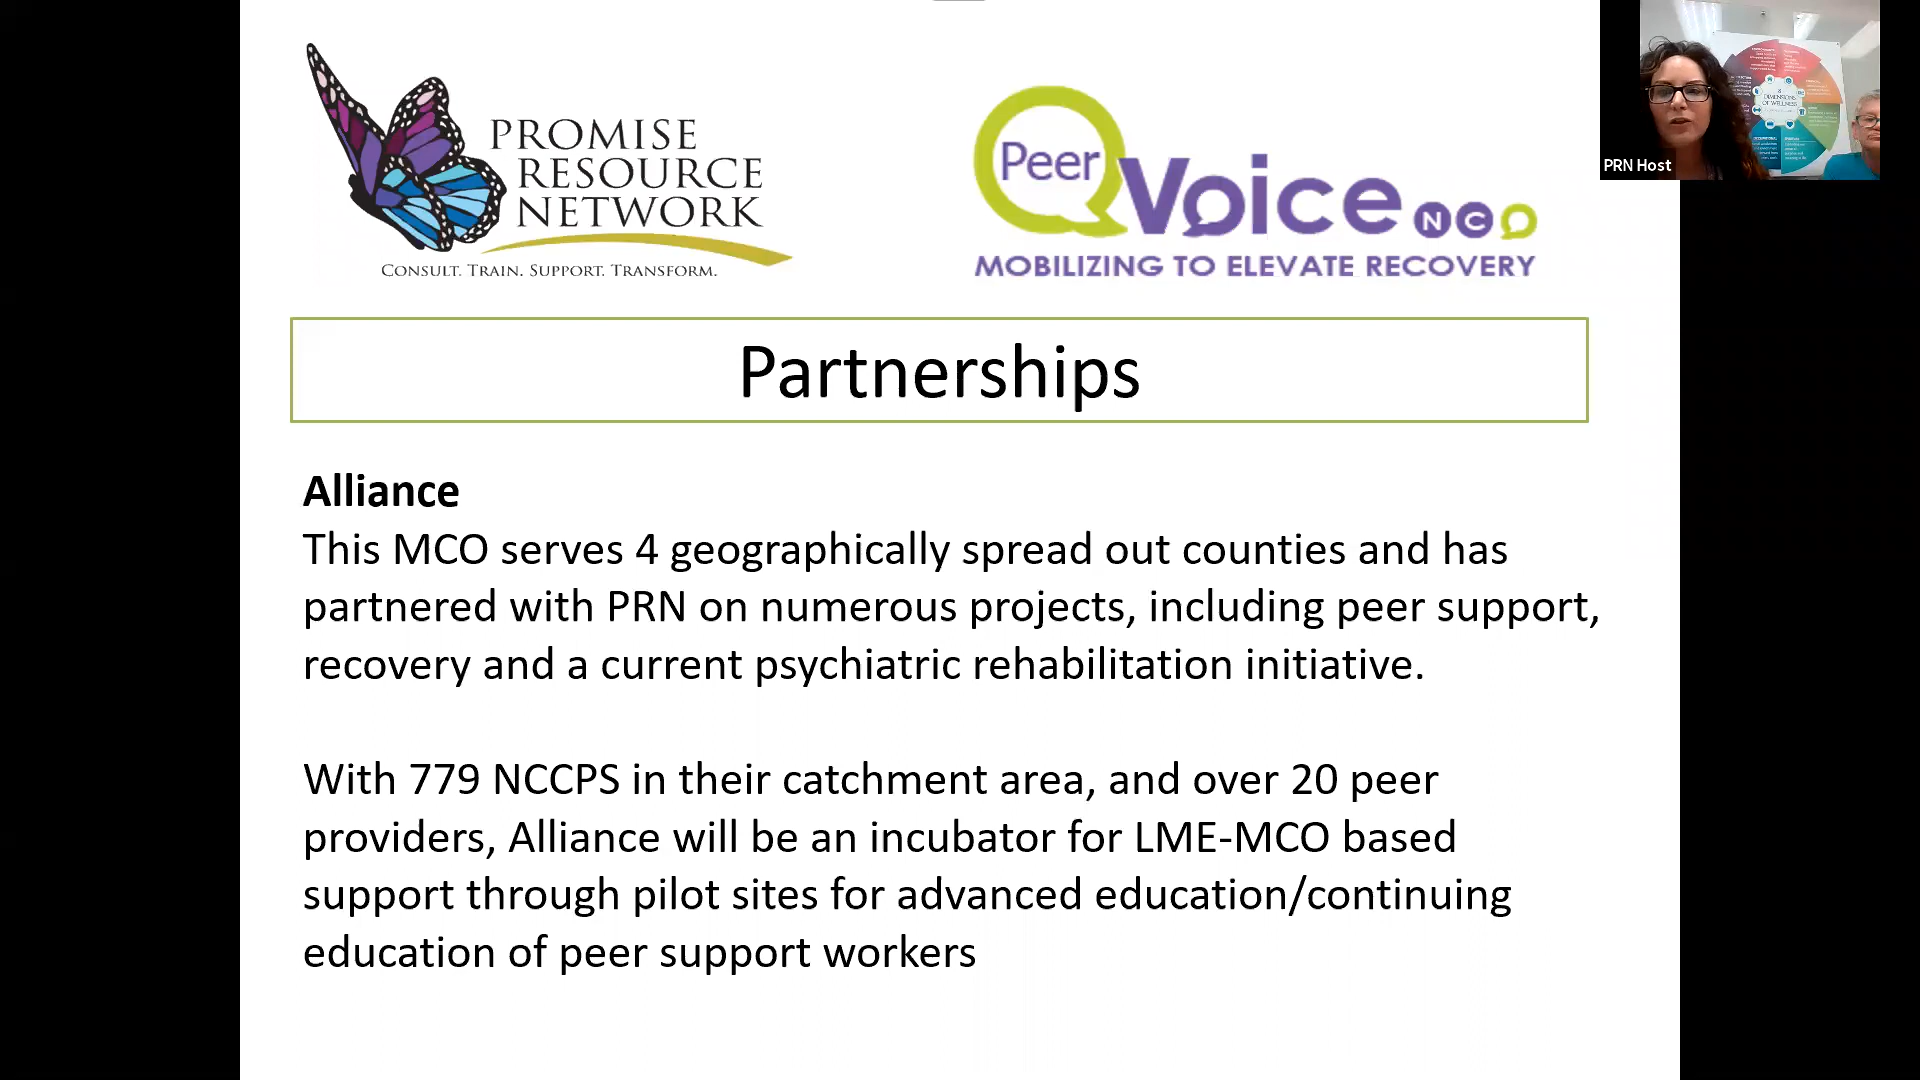 PROMISE
RESOURCE
NETWORK
CONSULT. TRAIN. SUPPORT. TRANSFORM.
Peer
Voice NC
MOBILIZING TO ELEVATE RECOVERY
8
DIMENSIONS
OF WELLNESS
PRN Host
Partnerships
Alliance
This MCO serves 4 geographically spread out counties and has
partnered with PRN on numerous projects, including peer support,
recovery and a current psychiatric rehabilitation initiative.
With 779 NCCPS in their catchment area, and over 20 peer
providers, Alliance will be an incubator for LME-MCO based
support through pilot sites for advanced education/continuing
education of peer support workers